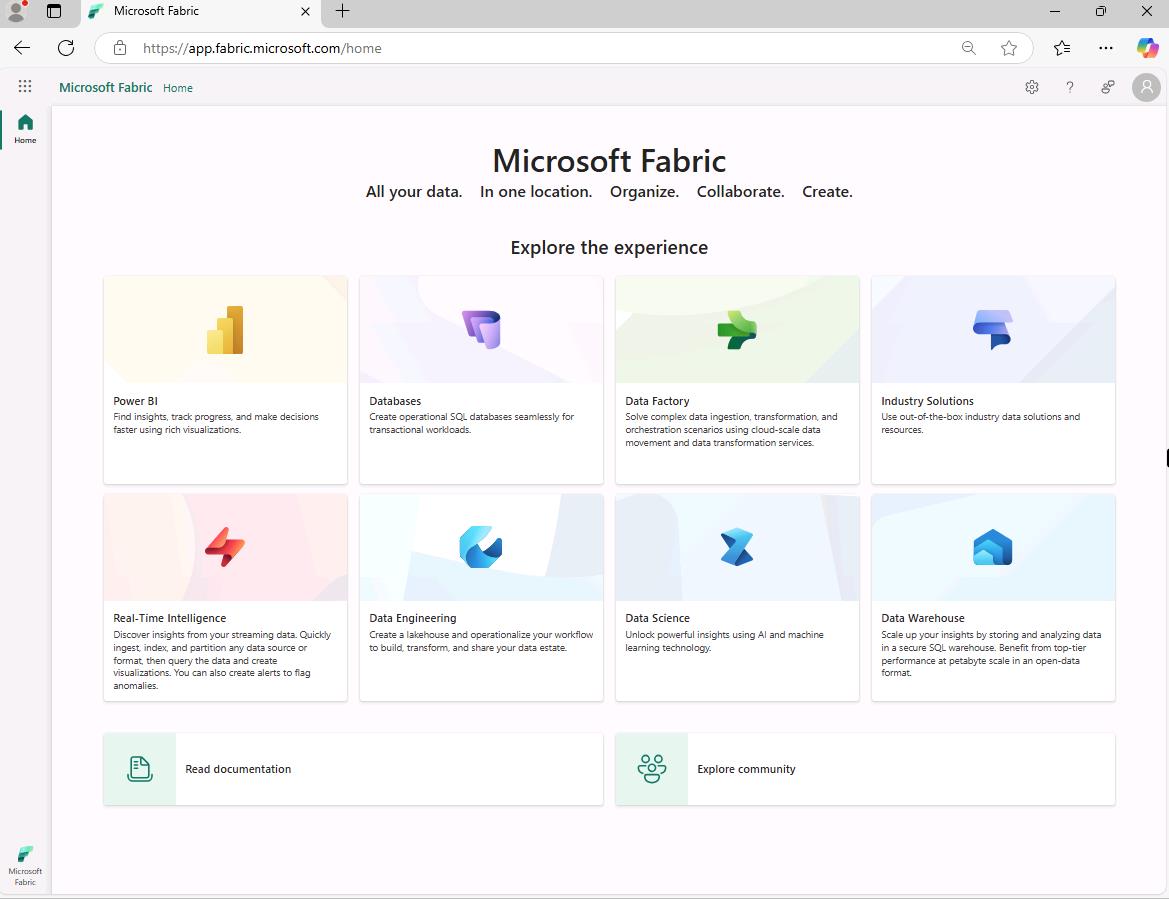 Microsoft Fabric
https://app.fabric.microsoft.com/home
Microsoft Fabric Home
Home
Microsoft Fabric
All your data. In one location. Organize. Collaborate. Create.
Explore the experience
Power BI
Find insights, track progress, and make decisions
faster using rich visualizations.
Databases
Create operational SQL databases seamlessly for
transactional workloads.
Data Factory
Solve complex data ingestion, transformation, and
orchestration scenarios using cloud-scale data
movement and data transformation services.
Industry Solutions
Use out-of-the-box industry data solutions and
resources.
Real-Time Intelligence
Discover insights from your streaming data. Quickly
ingest, index, and partition any data source or
format, then query the data and create
visualizations. You can also create alerts to flag
anomalies.
Data Engineering
Create a lakehouse and operationalize your workflow
to build, transform, and share your data estate.
Data Science
Unlock powerful insights using AI and machine
learning technology.
Data Warehouse
Scale up your insights by storing and analyzing data
in a secure SQL warehouse. Benefit from top-tier
performance at petabyte scale in an open-data
format.
Read documentation
Explore community
Microsoft
Fabric